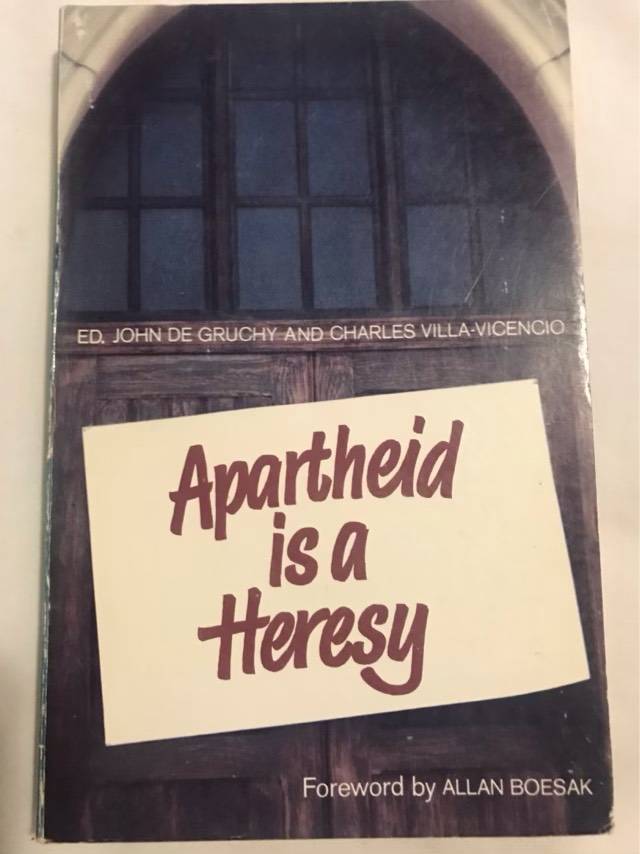 ED. JOHN DE GRUCHY AND CHARLES VILLA-VICENCIO
Apartheid
is a
Heresy
Foreword by ALLAN BOESAK